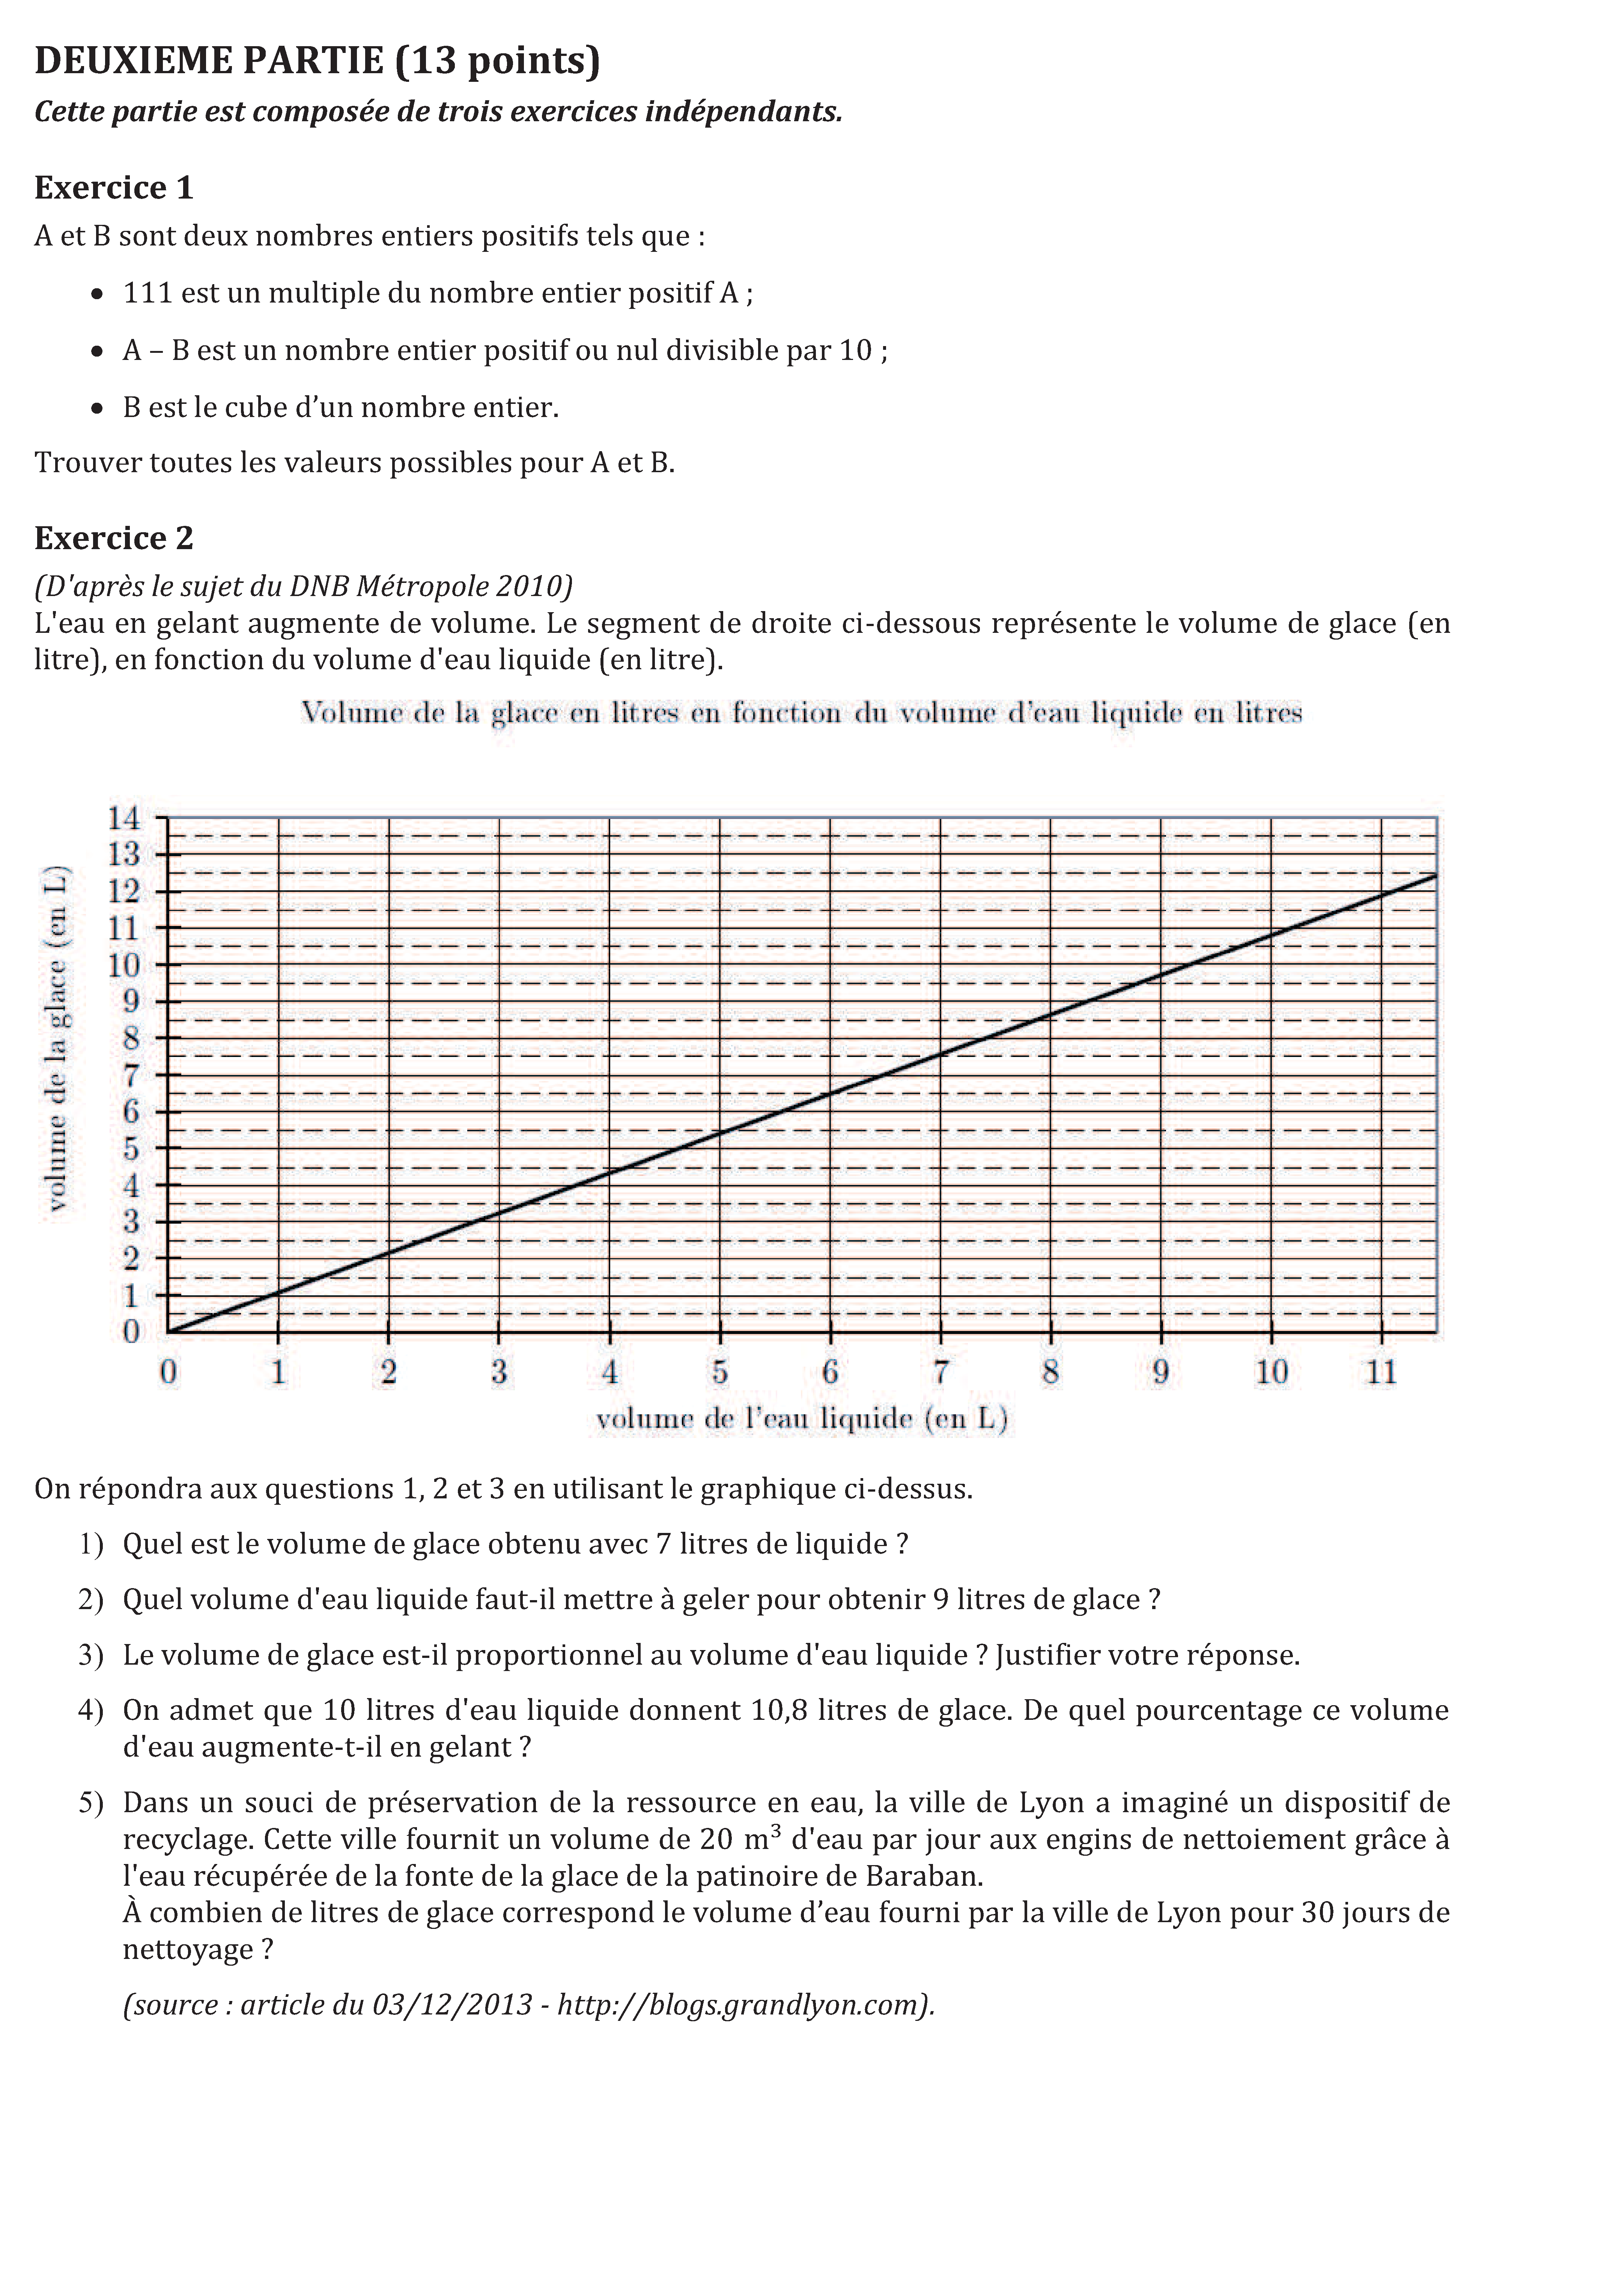 DEUXIEME PARTIE (13 points)
Cette partie est composée de trois exercices indépendants.
Exercice 1
A et B sont deux nombres entiers positifs tels que :
• 111 est un multiple du nombre entier positif A ;
• A – B est un nombre entier positif ou nul divisible par 10 ;
• B est le cube d’un nombre entier.
Trouver toutes les valeurs possibles pour A et B.
Exercice 2
(D'après le sujet du DNB Métropole 2010)
L'eau en gelant augmente de volume. Le segment de droite ci-dessous représente le volume de glace (en
litre), en fonction du volume d'eau liquide (en litre).
Volume de la glace en litres en fonction du volume d'eau liquide en litres
volume de la glace (en L)
14
13
12
11
10
9
8
7
6
5
4
3
2
1
0
0 1 2 3 4 5 6 7 8 9 10 11
volume de l'eau liquide (en L)
On répondra aux questions 1, 2 et 3 en utilisant le graphique ci-dessus.
1) Quel est le volume de glace obtenu avec 7 litres de liquide ?
2) Quel volume d'eau liquide faut-il mettre à geler pour obtenir 9 litres de glace ?
3) Le volume de glace est-il proportionnel au volume d'eau liquide ? Justifier votre réponse.
4) On admet que 10 litres d'eau liquide donnent 10,8 litres de glace. De quel pourcentage ce volume
d'eau augmente-t-il en gelant ?
5) Dans un souci de préservation de la ressource en eau, la ville de Lyon a imaginé un dispositif de
recyclage. Cette ville fournit un volume de 20 m³ d'eau par jour aux engins de nettoiement grâce à
l'eau récupérée de la fonte de la glace de la patinoire de Baraban.
À combien de litres de glace correspond le volume d’eau fourni par la ville de Lyon pour 30 jours de
nettoyage ?
(source : article du 03/12/2013 - http://blogs.grandlyon.com).